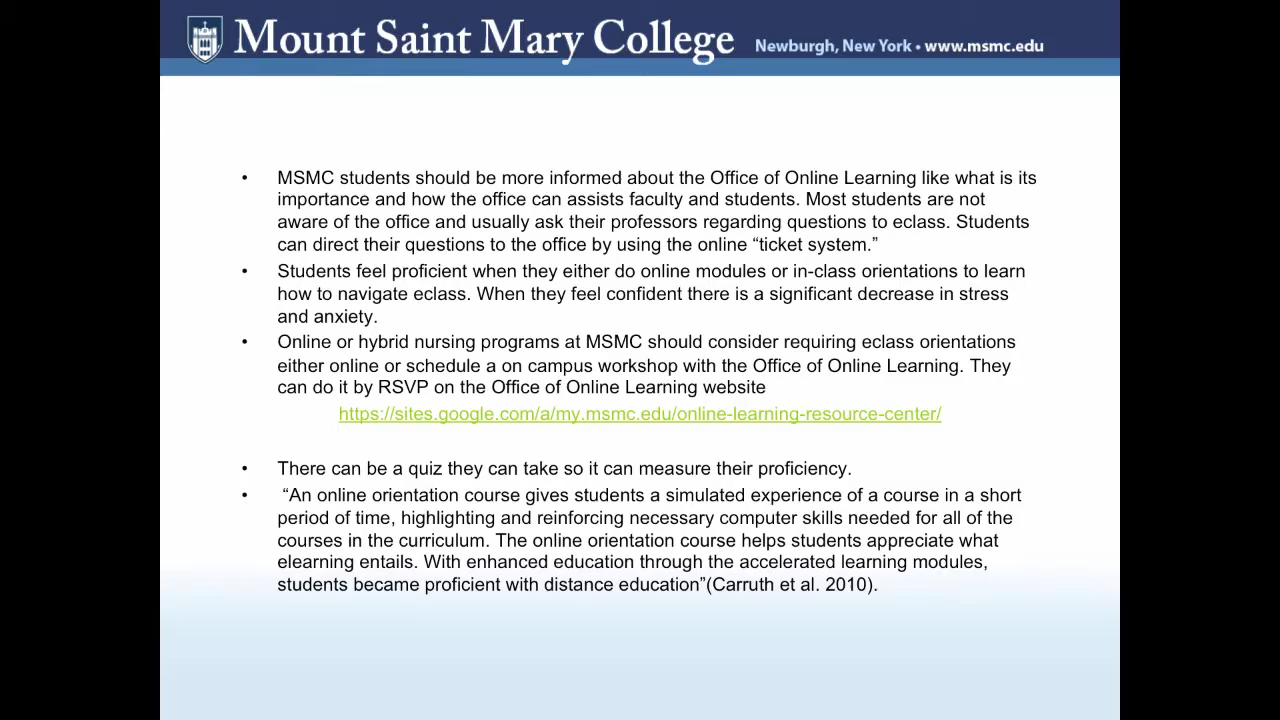 Mount Saint Mary College Newburgh, New York • www.msmc.edu
• MSMC students should be more informed about the Office of Online Learning like what is its
importance and how the office can assists faculty and students. Most students are not
aware of the office and usually ask their professors regarding questions to eclass. Students
can direct their questions to the office by using the online “ticket system.”
• Students feel proficient when they either do online modules or in-class orientations to learn
how to navigate eclass. When they feel confident there is a significant decrease in stress
and anxiety.
• Online or hybrid nursing programs at MSMC should consider requiring eclass orientations
either online or schedule a on campus workshop with the Office of Online Learning. They
can do it by RSVP on the Office of Online Learning website
https://sites.google.com/a/my.msmc.edu/online-learning-resource-center/
• There can be a quiz they can take so it can measure their proficiency.
• “An online orientation course gives students a simulated experience of a course in a short
period of time, highlighting and reinforcing necessary computer skills needed for all of the
courses in the curriculum. The online orientation course helps students appreciate what
elearning entails. With enhanced education through the accelerated learning modules,
students became proficient with distance education”(Carruth et al. 2010).